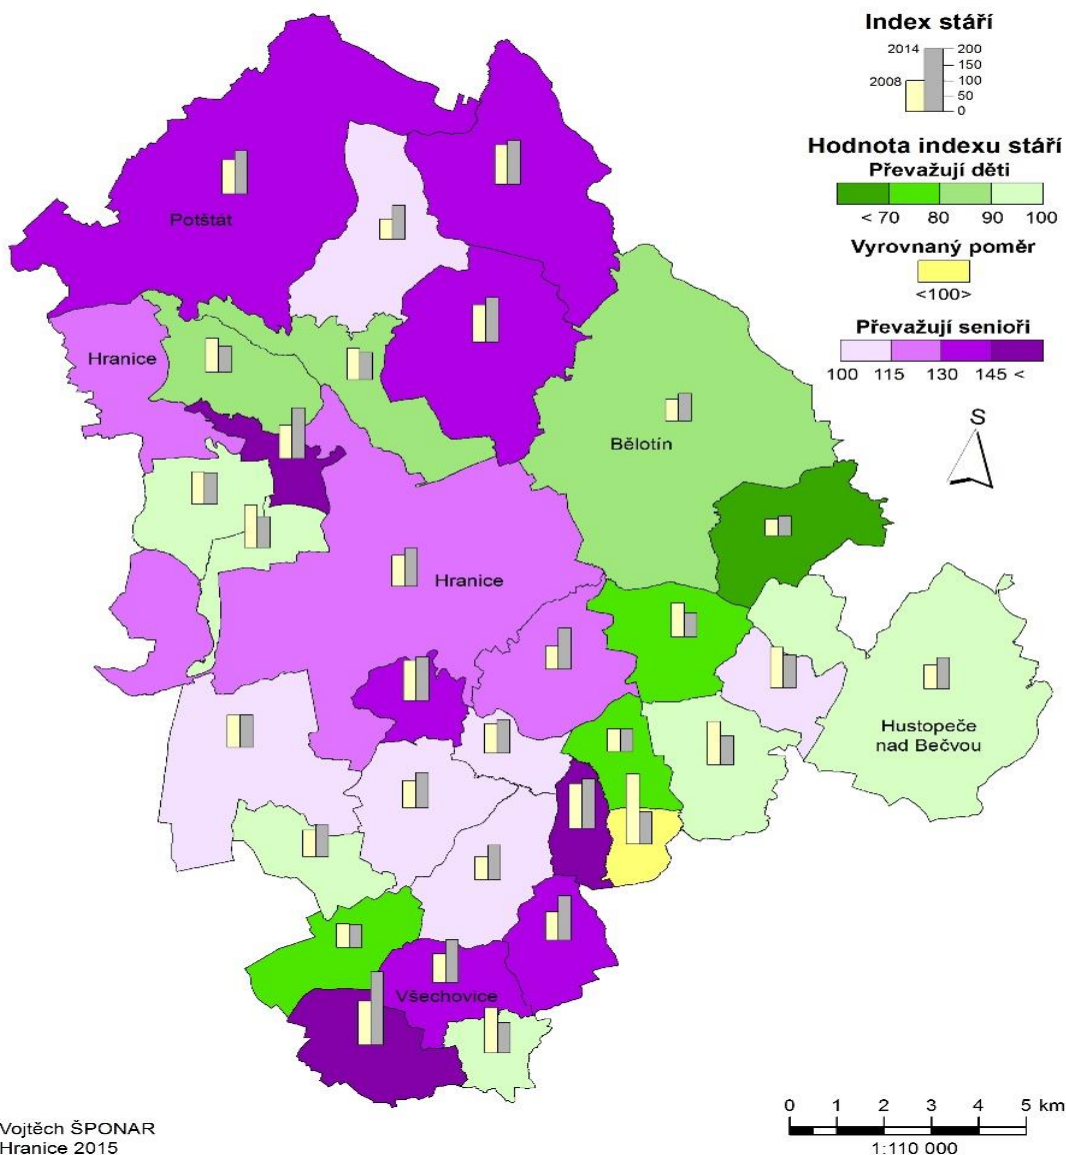 Index stáří
2014
200
150
2008
100
50
0
Hodnota indexu stáří
Převažují děti
< 70 80 90 100
Vyrovnaný poměr
<100>
Převažují senioři
100 115 130 145 <
S
Potštát
Hranice
Bělotín
Hranice
Hustopeče
nad Bečvou
Všechovice
Vojtěch ŠPONAR
Hranice 2015
0 1 2 3 4 5 km
1:110 000